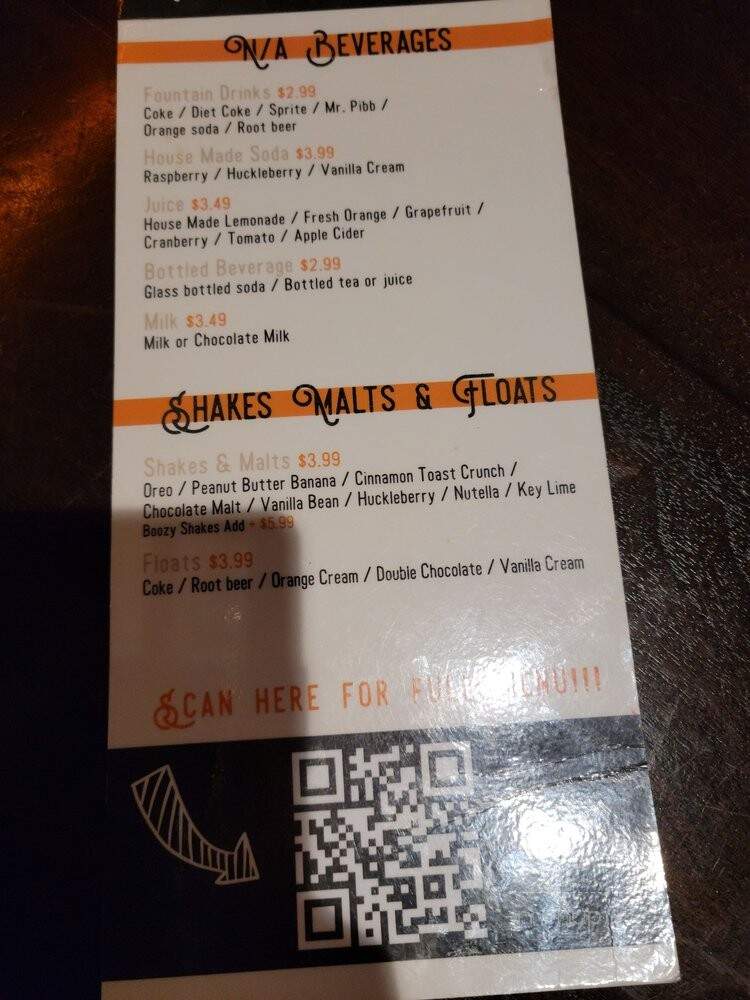 N/A Beverages
Fountain Drinks $2.99
Coke / Diet Coke / Sprite / Mr. Pibb /
Orange soda / Root beer
House Made Soda $3.99
Raspberry / Huckleberry / Vanilla Cream
Juice $3.49
House Made Lemonade / Fresh Orange / Grapefruit /
Cranberry / Tomato / Apple Cider
Bottled Beverage $2.99
Glass bottled soda / Bottled tea or juice
Milk $3.49
Milk or Chocolate Milk
Shakes Malts & Floats
Shakes & Malts $3.99
Oreo / Peanut Butter Banana / Cinnamon Toast Crunch /
Chocolate Malt / Vanilla Bean / Huckleberry / Nutella / Key Lime
Boozy Shakes Add + $5.99
Floats $3.99
Coke / Root beer / Orange Cream / Double Chocolate / Vanilla Cream
Scan here for full menu!!!